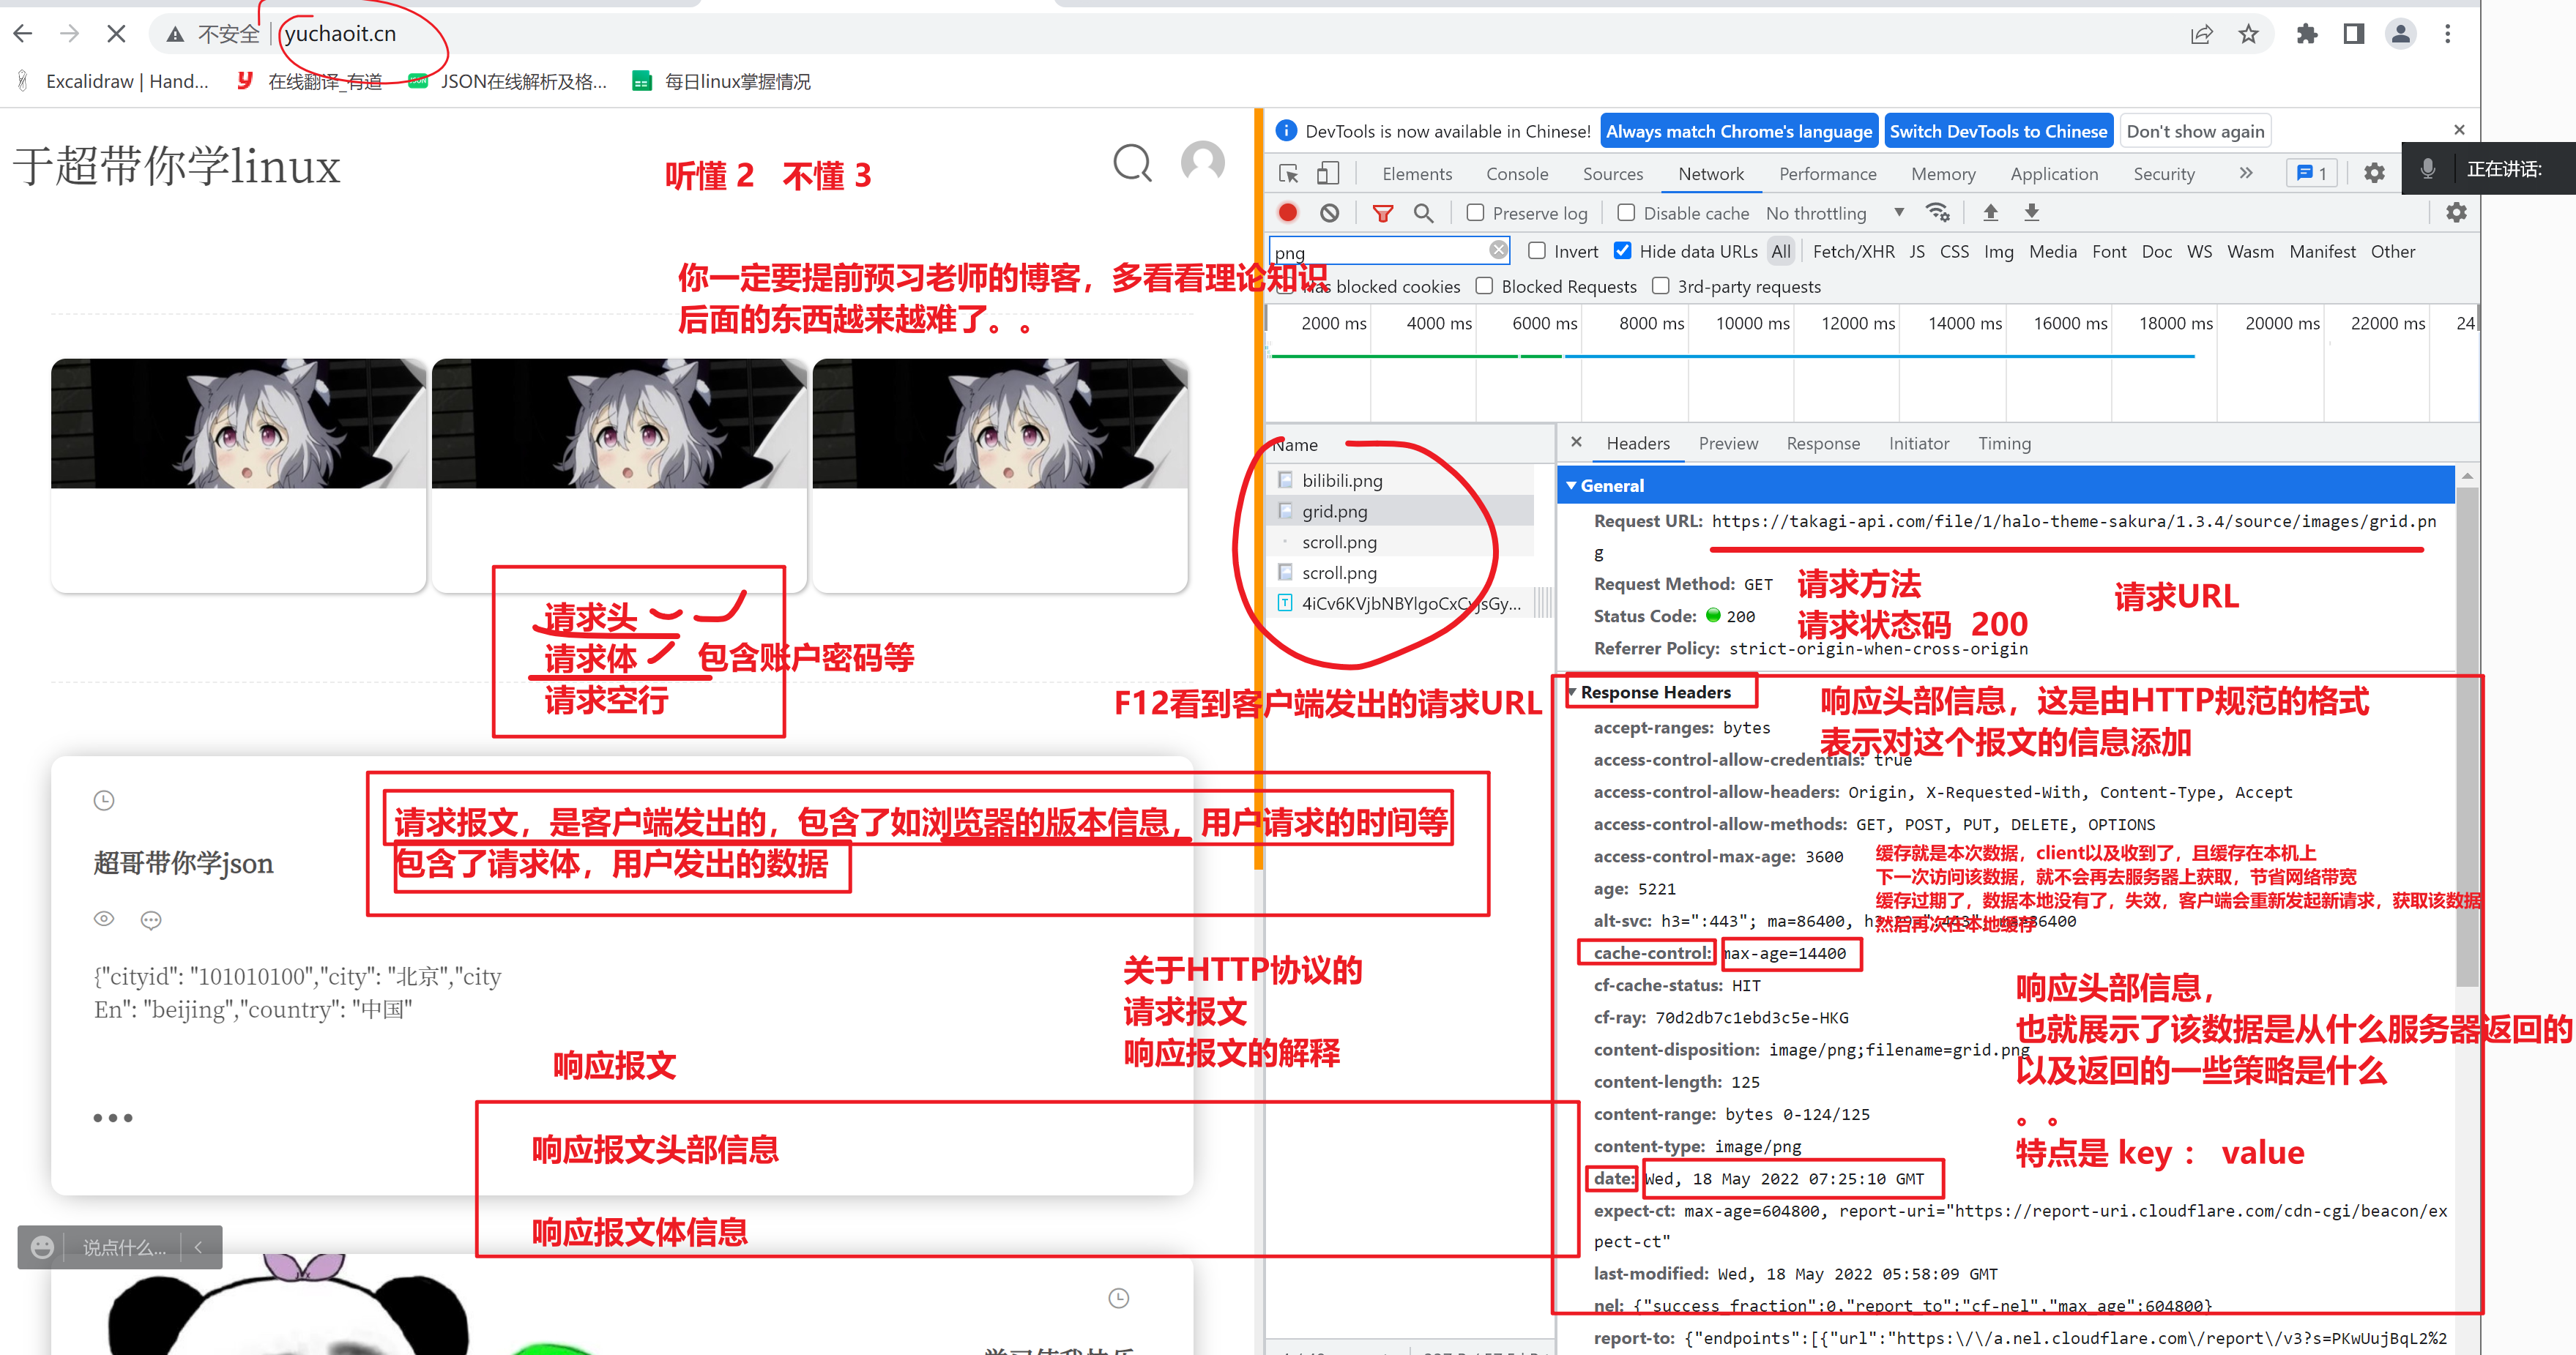 不安全 yuchaoit.cn
Excalidraw | Hand... 在线翻译_有道 JSON在线解析及格... 每日linux掌握情况
于超带你学linux
听懂 2 不懂 3
你一定要提前预习老师的博客，多看看理论知识
后面的东西越来越难了。。
请求头
请求体 包含账户密码等
请求空行
F12看到客户端发出的请求URL
请求报文，是客户端发出的，包含了如浏览器的版本信息，用户请求的时间等
包含了请求体，用户发出的数据
超哥带你学json
{"cityid": "101010100","city": "北京","city
En": "beijing","country": "中国"
关于HTTP协议的
请求报文
响应报文的解释
响应报文
响应报文头部信息
响应报文体信息
说点什么...
DevTools is now available in Chinese! Always match Chrome's language Switch DevTools to Chinese Don't show again
正在讲话:
Elements Console Sources Network Performance Memory Application Security 1
Preserve log Disable cache No throttling
png Invert Hide data URLs All Fetch/XHR JS CSS Img Media Font Doc WS Wasm Manifest Other
blocked cookies Blocked Requests 3rd-party requests
2000 ms 4000 ms 6000 ms 8000 ms 10000 ms 12000 ms 14000 ms 16000 ms 18000 ms 20000 ms 22000 ms 24
Name
bilibili.png
grid.png
scroll.png
scroll.png
Headers Preview Response Initiator Timing
General
Request URL: https://takagi-api.com/file/1/halo-theme-sakura/1.3.4/source/images/grid.pn
g
Request Method: GET 请求方法 请求URL
Status Code: 200 请求状态码 200
Referrer Policy: strict-origin-when-cross-origin
Response Headers
响应头部信息，这是由HTTP规范的格式
表示对这个报文的信息添加
accept-ranges: bytes
access-control-allow-credentials: true
access-control-allow-headers: Origin, X-Requested-With, Content-Type, Accept
access-control-allow-methods: GET, POST, PUT, DELETE, OPTIONS
access-control-max-age: 3600
缓存就是本次数据，client以及收到了，且缓存在本机上
下一次访问该数据，就不会再去服务器上获取，节省网络带宽
缓存过期了，数据本地没有了，失效，客户端会重新发起新请求，获取该数据
然后再次在本地缓存
age: 5221
alt-svc: h3=":443"; ma=86400, h3-29=":443"; ma=86400
cache-control: max-age=14400
cf-cache-status: HIT
cf-ray: 70d2db7c1ebd3c5e-HKG
content-disposition: image/png;filename=grid.png
content-length: 125
content-range: bytes 0-124/125
content-type: image/png
响应头部信息，
也就展示了该数据是从什么服务器返回的
以及返回的一些策略是什么
。。
特点是 key ： value
date: Wed, 18 May 2022 07:25:10 GMT
expect-ct: max-age=604800, report-uri="https://report-uri.cloudflare.com/cdn-cgi/beacon/ex
pect-ct"
last-modified: Wed, 18 May 2022 05:58:09 GMT
nel: {"success_fraction":0,"report_to":"cf-nel","max_age":604800}
report-to: {"endpoints":[{"url":"https:\/\/a.nel.cloudflare.com\/report\/v3?s=PKwUujBqL2%2